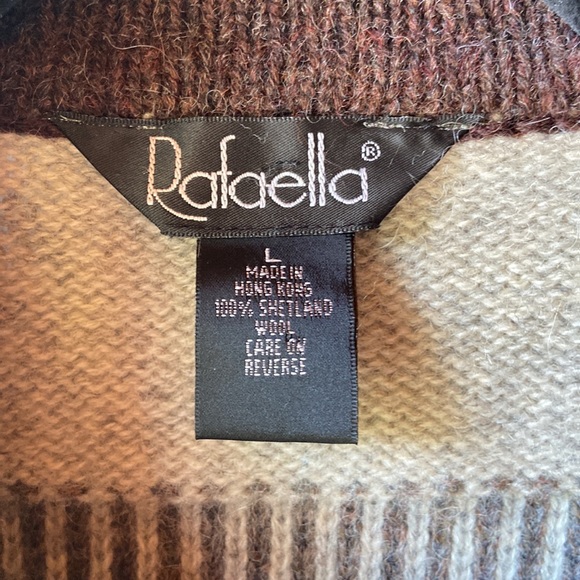 Rafaella®
L
MADE IN
HONG KONG
100% SHETLAND
WOOL
CARE ON
REVERSE